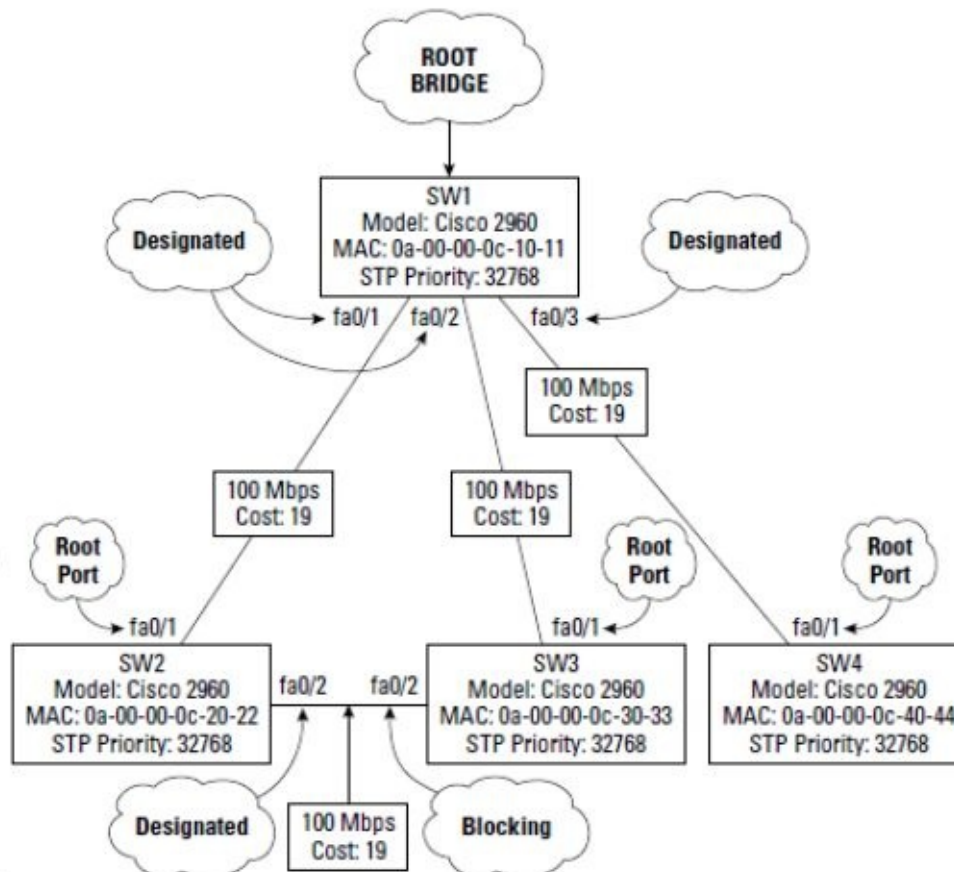 ROOT
BRIDGE
SW1
Model: Cisco 2960
MAC: 0a-00-00-0c-10-11
STP Priority: 32768
Designated
Designated
fa0/1
fa0/2
fa0/3
100 Mbps
Cost: 19
100 Mbps
Cost: 19
100 Mbps
Cost: 19
Root
Port
Root
Port
Root
Port
fa0/1
fa0/1
fa0/1
SW2
Model: Cisco 2960
MAC: 0a-00-00-0c-20-22
STP Priority: 32768
fa0/2
fa0/2
SW3
Model: Cisco 2960
MAC: 0a-00-00-0c-30-33
STP Priority: 32768
SW4
Model: Cisco 2960
MAC: 0a-00-00-0c-40-44
STP Priority: 32768
Designated
100 Mbps
Cost: 19
Blocking